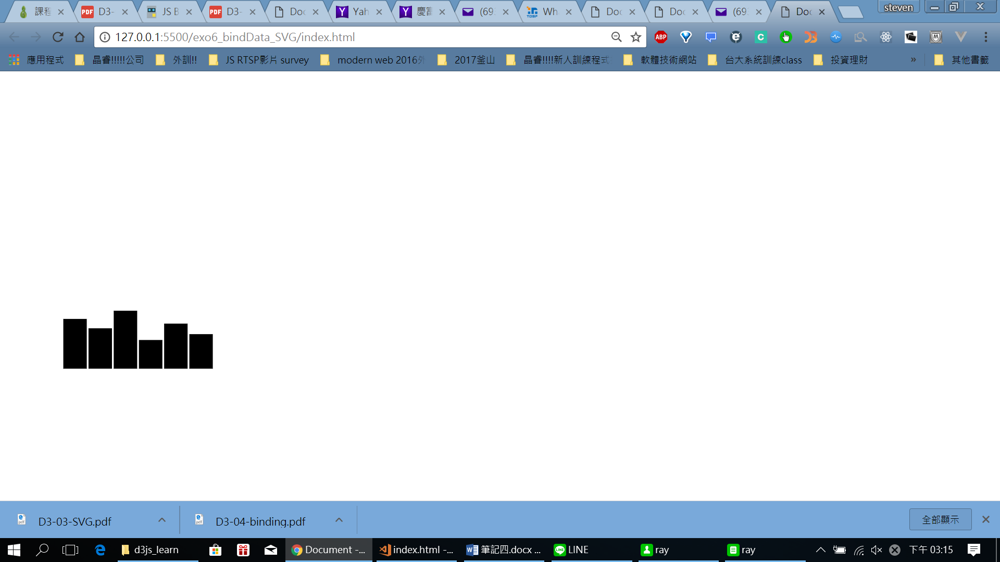 課程 D3- JS B D3- Doc Yah 慶富 (69 Wh Doc Doc (69 Doc steven
127.0.0.1:5500/exo6_bindData_SVG/index.html ABP
應用程式 晶睿!!!!!公司 外訓!! JS RTSP影片 survey modern web 2016外 2017釜山 晶睿!!!!新人訓練程式 軟體技術網站 台大系統訓練class 投資理財 » 其他書籤
D3-03-SVG.pdf D3-04-binding.pdf 全部顯示
d3js_learn Document -... index.html -... 筆記四.docx ... LINE ray ray 下午 03:15